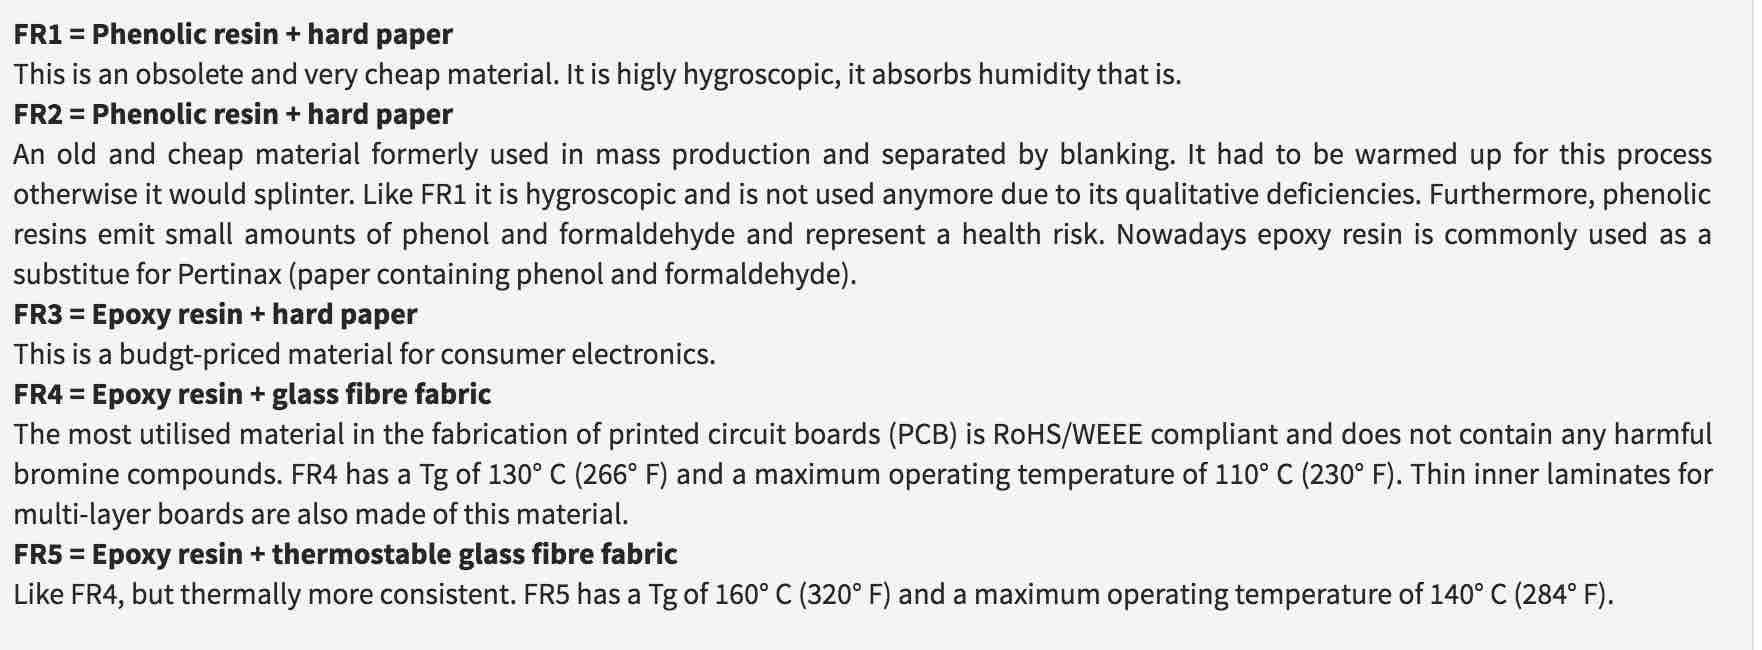 FR1 = Phenolic resin + hard paper
This is an obsolete and very cheap material. It is higly hygroscopic, it absorbs humidity that is.
FR2 = Phenolic resin + hard paper
An old and cheap material formerly used in mass production and separated by blanking. It had to be warmed up for this process
otherwise it would splinter. Like FR1 it is hygroscopic and is not used anymore due to its qualitative deficiencies. Furthermore, phenolic
resins emit small amounts of phenol and formaldehyde and represent a health risk. Nowadays epoxy resin is commonly used as a
substitue for Pertinax (paper containing phenol and formaldehyde).
FR3 = Epoxy resin + hard paper
This is a budgt-priced material for consumer electronics.
FR4 = Epoxy resin + glass fibre fabric
The most utilised material in the fabrication of printed circuit boards (PCB) is RoHS/WEEE compliant and does not contain any harmful
bromine compounds. FR4 has a Tg of 130° C (266° F) and a maximum operating temperature of 110° C (230° F). Thin inner laminates for
multi-layer boards are also made of this material.
FR5 = Epoxy resin + thermostable glass fibre fabric
Like FR4, but thermally more consistent. FR5 has a Tg of 160° C (320° F) and a maximum operating temperature of 140° C (284° F).